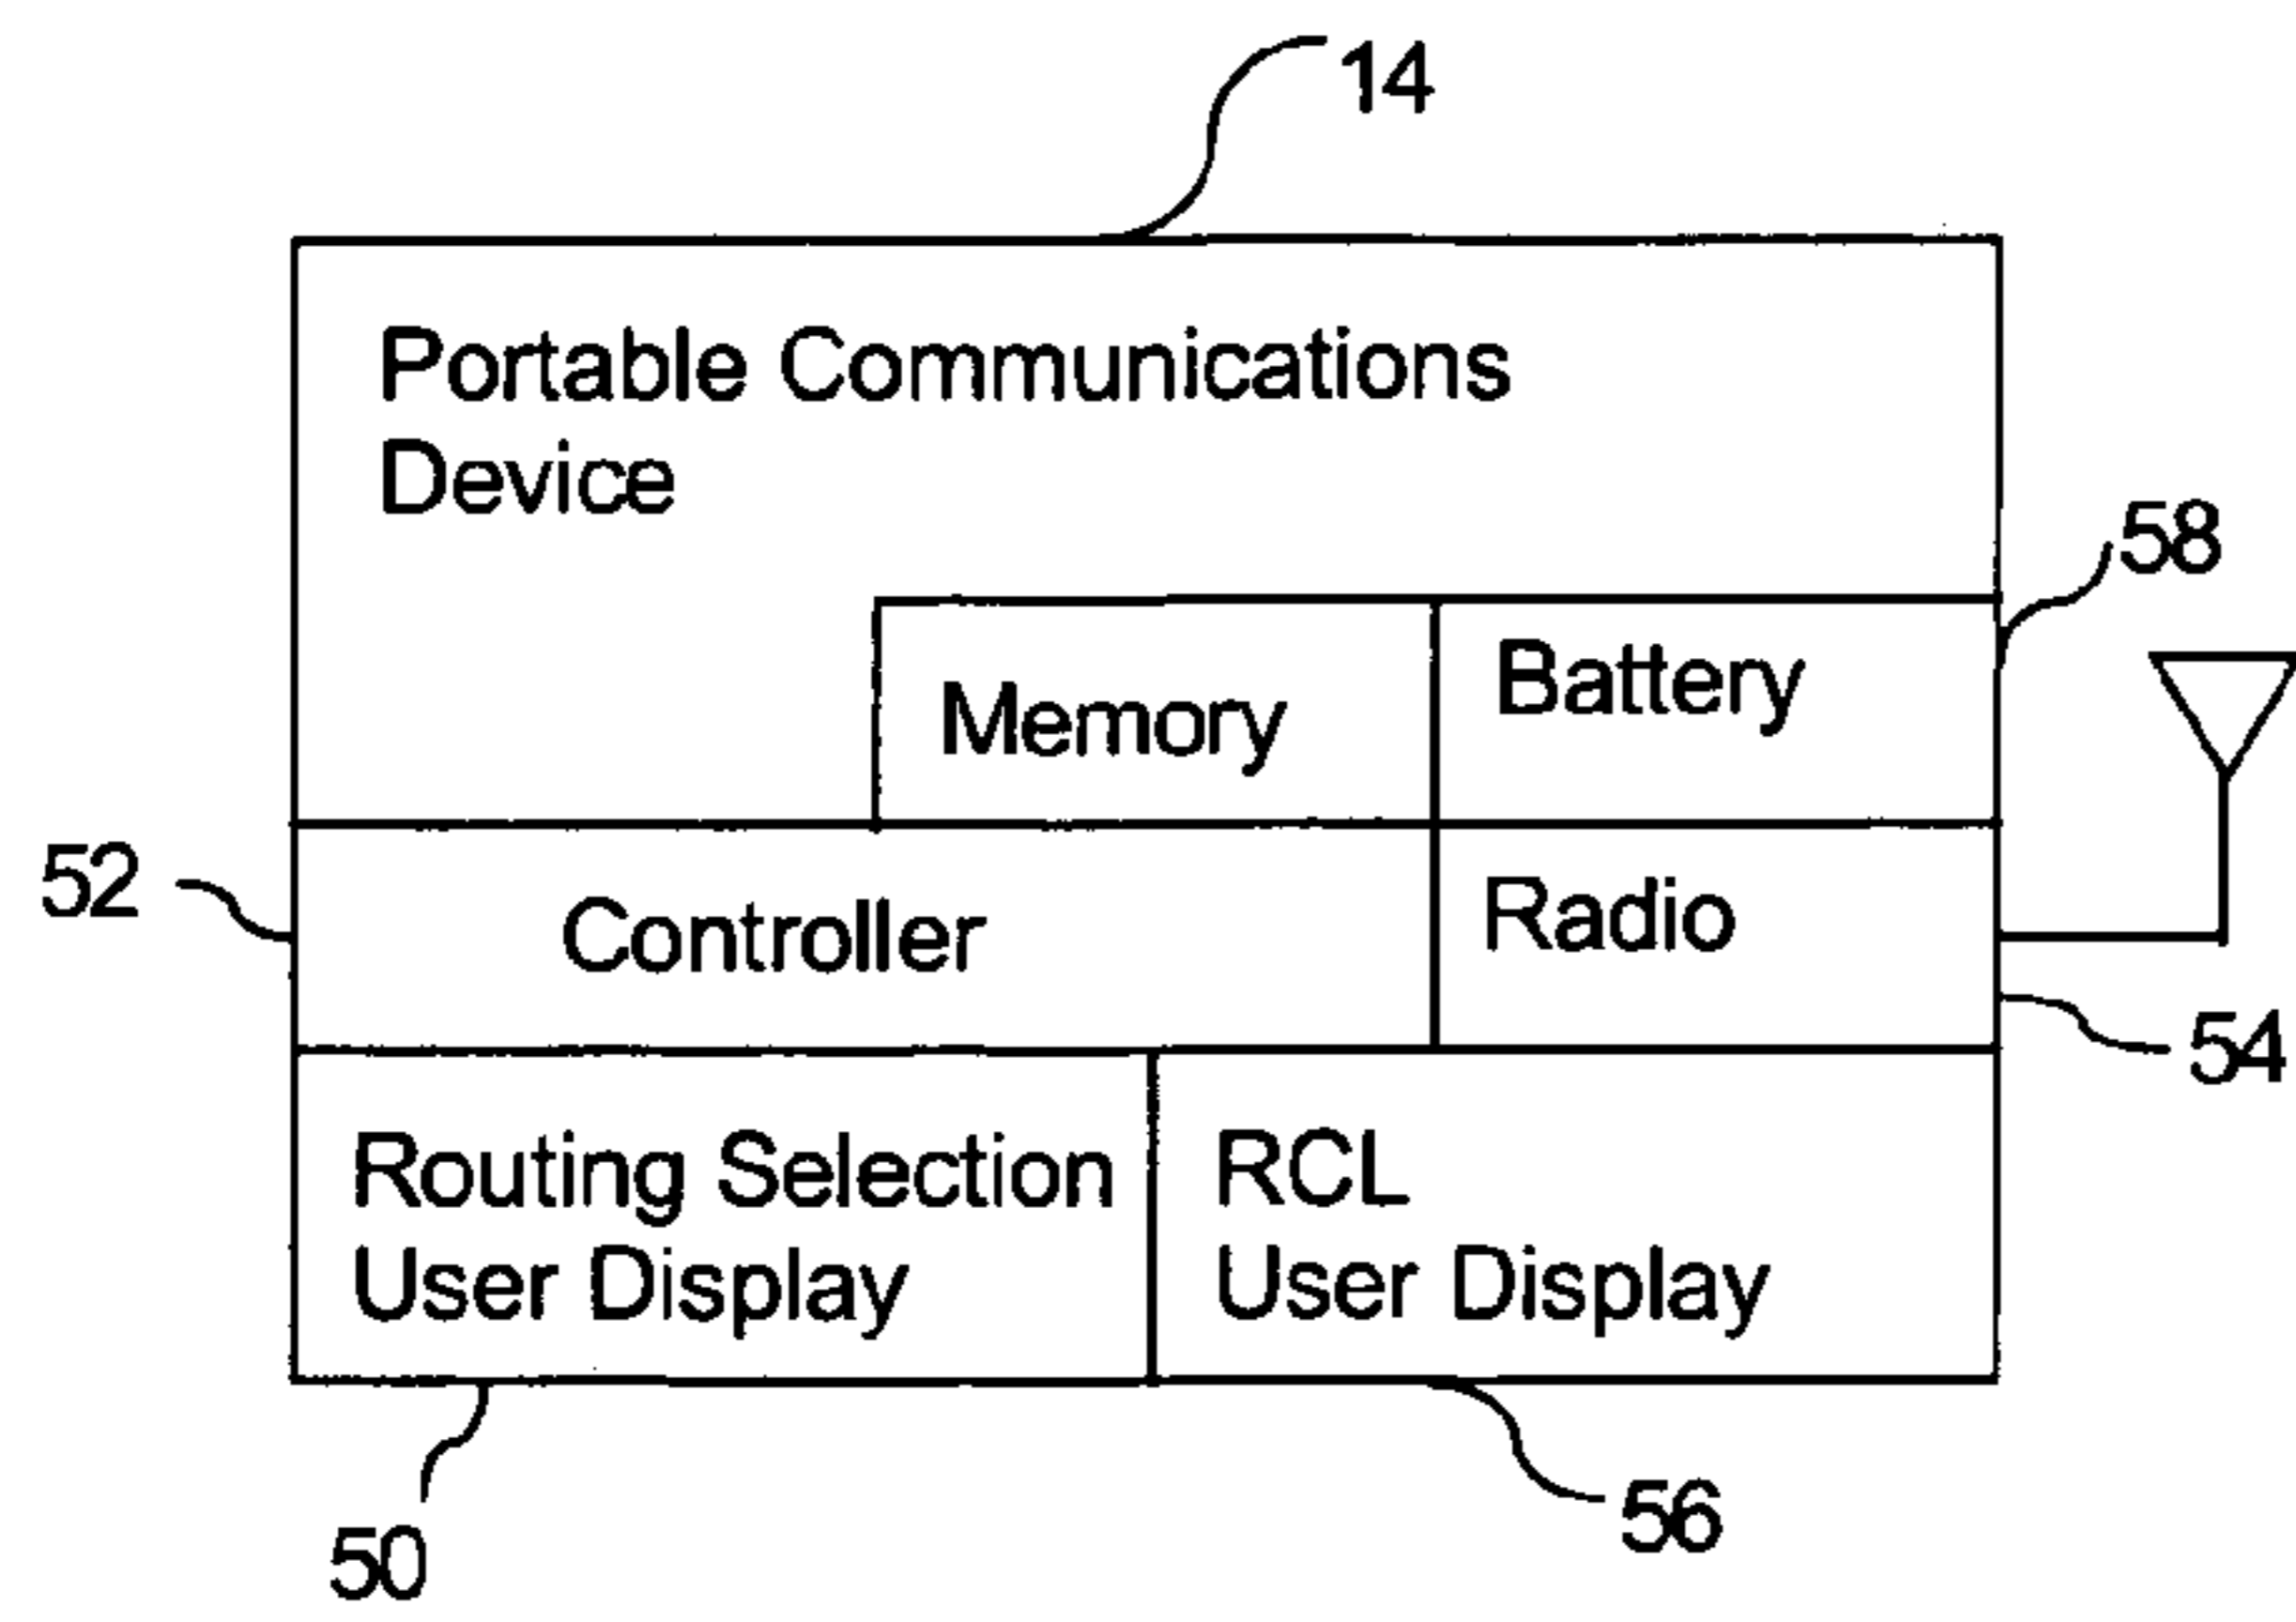 14
Portable Communications
Device
58
Memory
Battery
52
Controller
Radio
54
Routing Selection
User Display
RCL
User Display
50
56